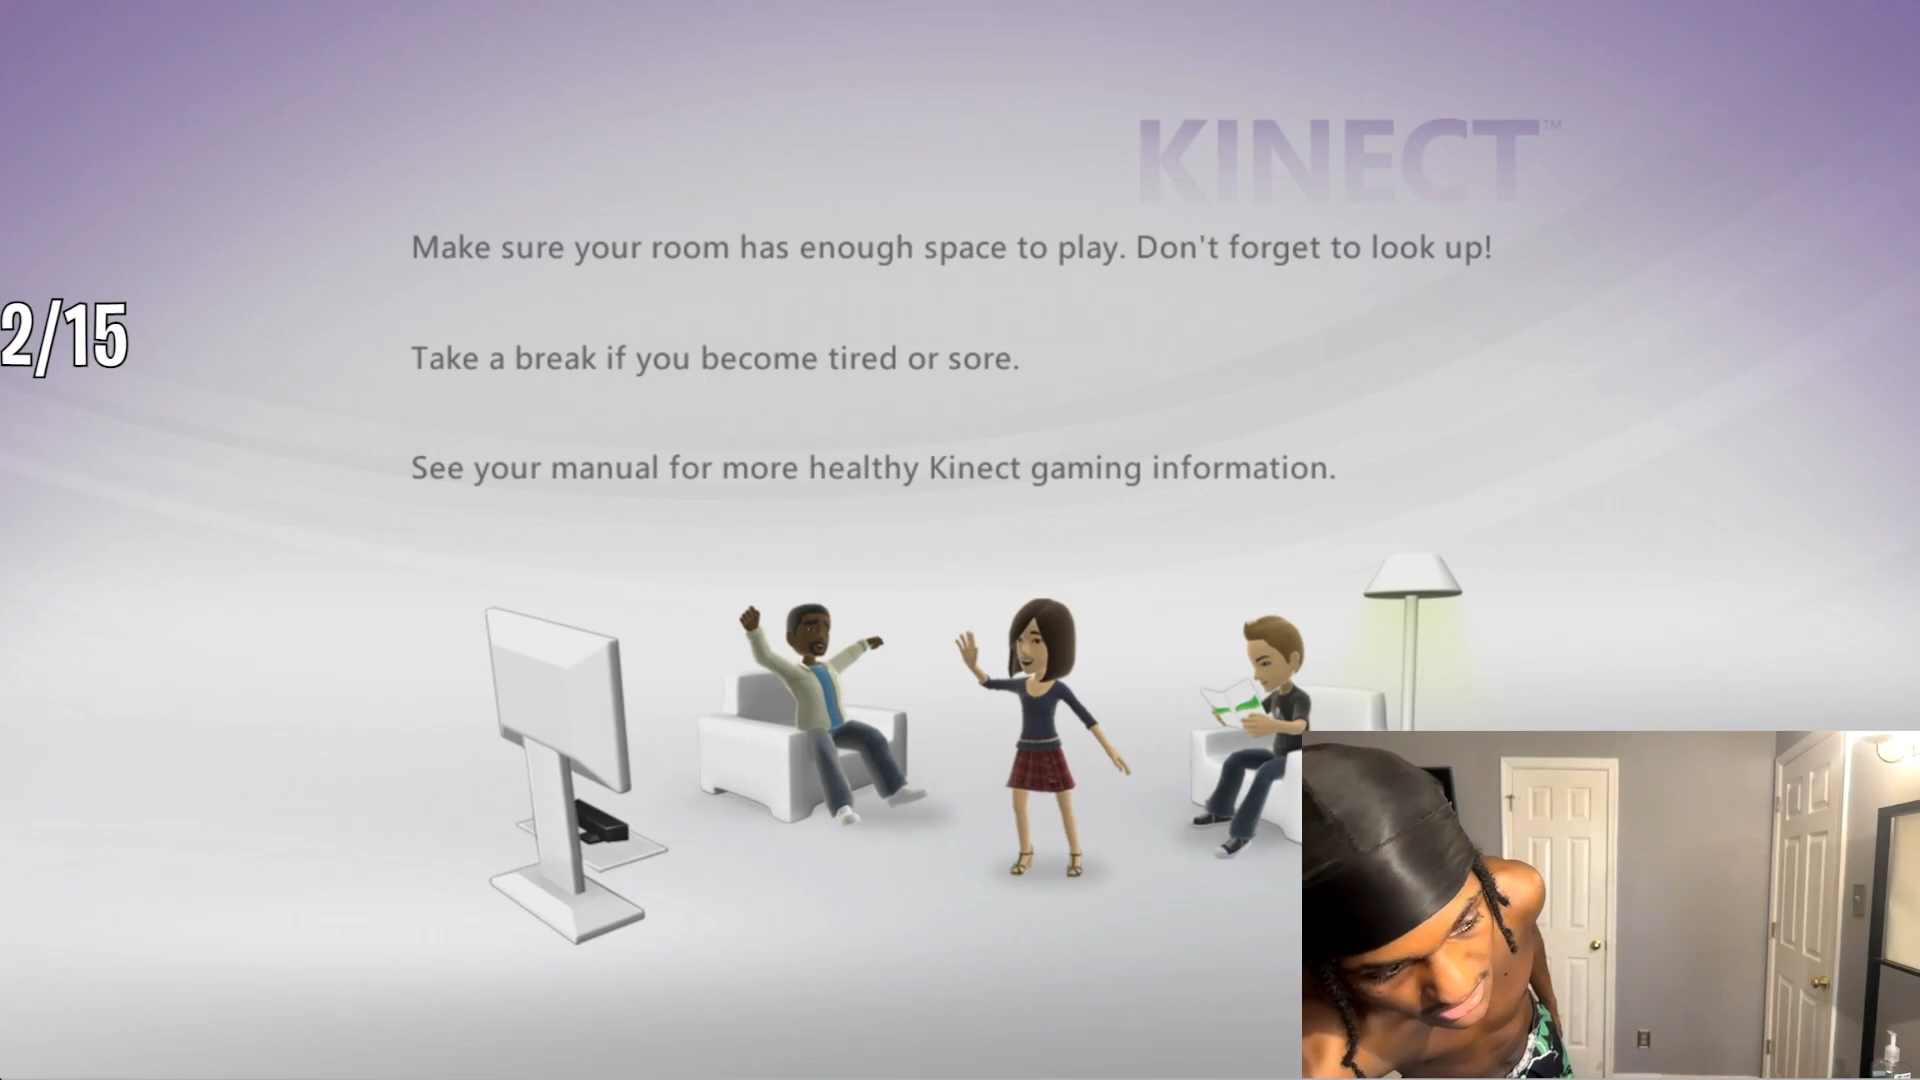 KINECT™
Make sure your room has enough space to play. Don't forget to look up!
2/15
Take a break if you become tired or sore.
See your manual for more healthy Kinect gaming information.